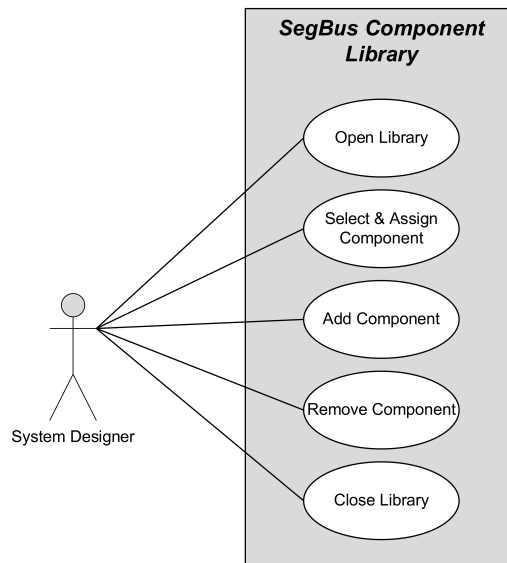 SegBus Component
Library
Open Library
Select & Assign
Component
Add Component
Remove Component
System Designer
Close Library